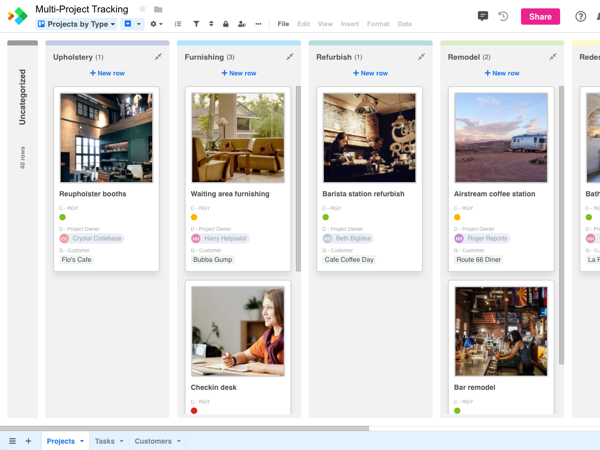 Multi-Project Tracking
Projects by Type
File Edit View Insert Format Data
Share
Uncategorized
48 rows
Upholstery (1)
+ New row
Reupholster booths
C - RGY
D - Project Owner
Crystal Codebase
G - Customer
Flo's Cafe
Furnishing (3)
+ New row
Waiting area furnishing
C - RGY
D - Project Owner
Harry Helpsalot
G - Customer
Bubba Gump
Checkin desk
C - RGY
Refurbish (1)
+ New row
Barista station refurbish
C - RGY
D - Project Owner
Beth Bigidea
G - Customer
Cafe Coffee Day
Remodel (2)
+ New row
Airstream coffee station
C - RGY
D - Project Owner
Roger Reports
G - Customer
Route 66 Diner
Bar remodel
C - RGY
Redes
Bath
C - RGY
D - Pro
G - Cus
La F
Projects
Tasks
Customers